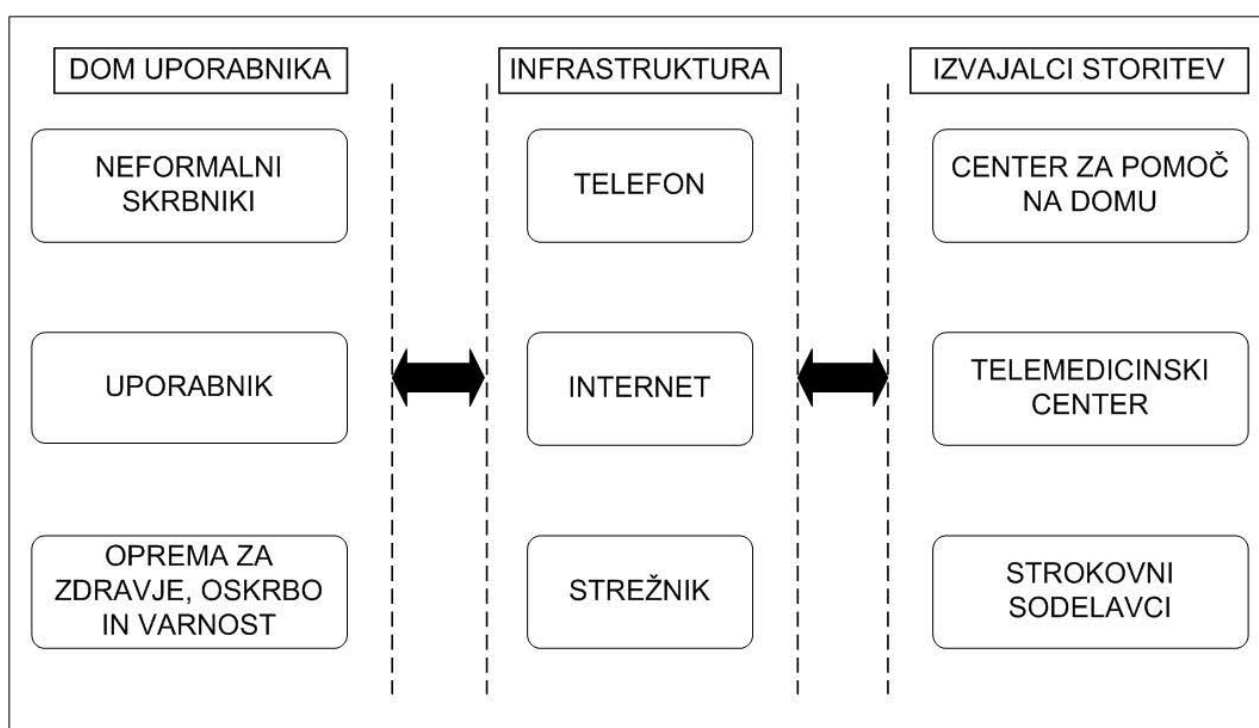 DOM UPORABNIKA
NEFORMALNI
SKRBNIKI
UPORABNIK
OPREMA ZA
ZDRAVJE, OSKRBO
IN VARNOST
INFRASTRUKTURA
TELEFON
INTERNET
STREŽNIK
IZVAJALCI STORITEV
CENTER ZA POMOČ
NA DOMU
TELEMEDICINSKI
CENTER
STROKOVNI
SODELAVCI